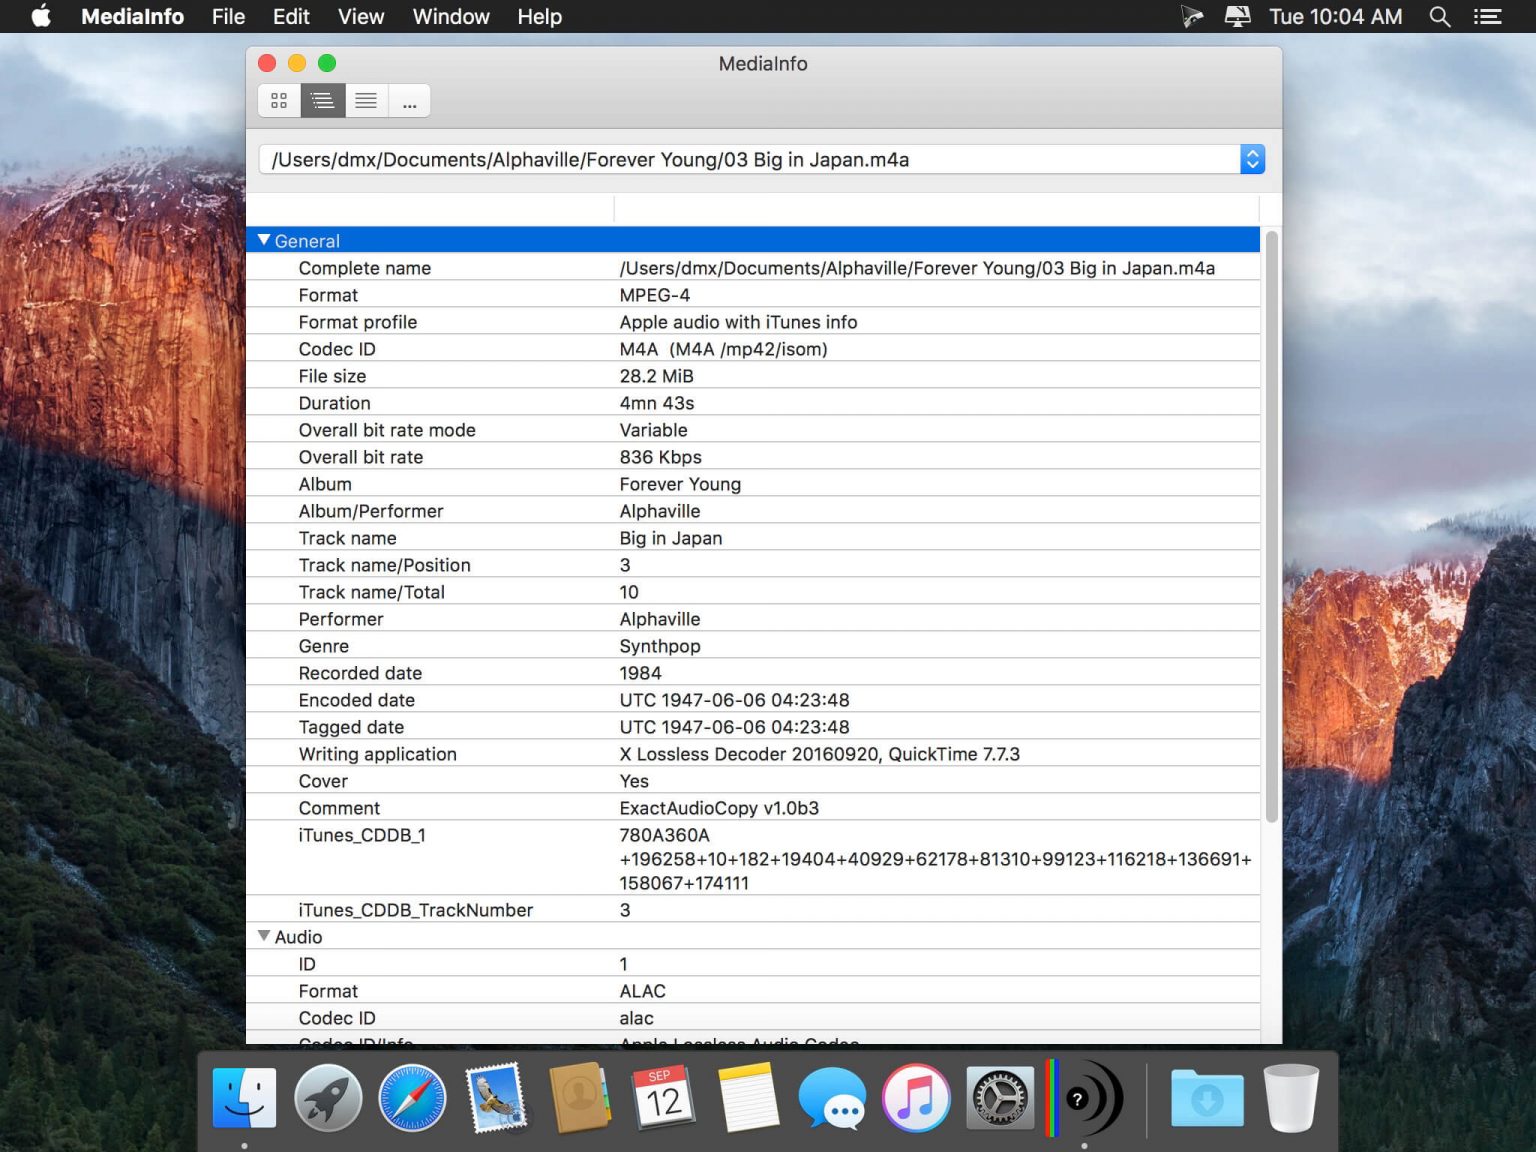 MediaInfo File Edit View Window Help Tue 10:04 AM
MediaInfo
...
/Users/dmx/Documents/Alphaville/Forever Young/03 Big in Japan.m4a
General
Complete name /Users/dmx/Documents/Alphaville/Forever Young/03 Big in Japan.m4a
Format MPEG-4
Format profile Apple audio with iTunes info
Codec ID M4A (M4A /mp42/isom)
File size 28.2 MiB
Duration 4mn 43s
Overall bit rate mode Variable
Overall bit rate 836 Kbps
Album Forever Young
Album/Performer Alphaville
Track name Big in Japan
Track name/Position 3
Track name/Total 10
Performer Alphaville
Genre Synthpop
Recorded date 1984
Encoded date UTC 1947-06-06 04:23:48
Tagged date UTC 1947-06-06 04:23:48
Writing application X Lossless Decoder 20160920, QuickTime 7.7.3
Cover Yes
Comment ExactAudioCopy v1.0b3
iTunes_CDDB_1 780A360A
+196258+10+182+19404+40929+62178+81310+99123+116218+136691+
158067+174111
iTunes_CDDB_TrackNumber 3
Audio
ID 1
Format ALAC
Codec ID alac
Codec ID/Info Apple Lossless Audio Codec
SEP
12
?